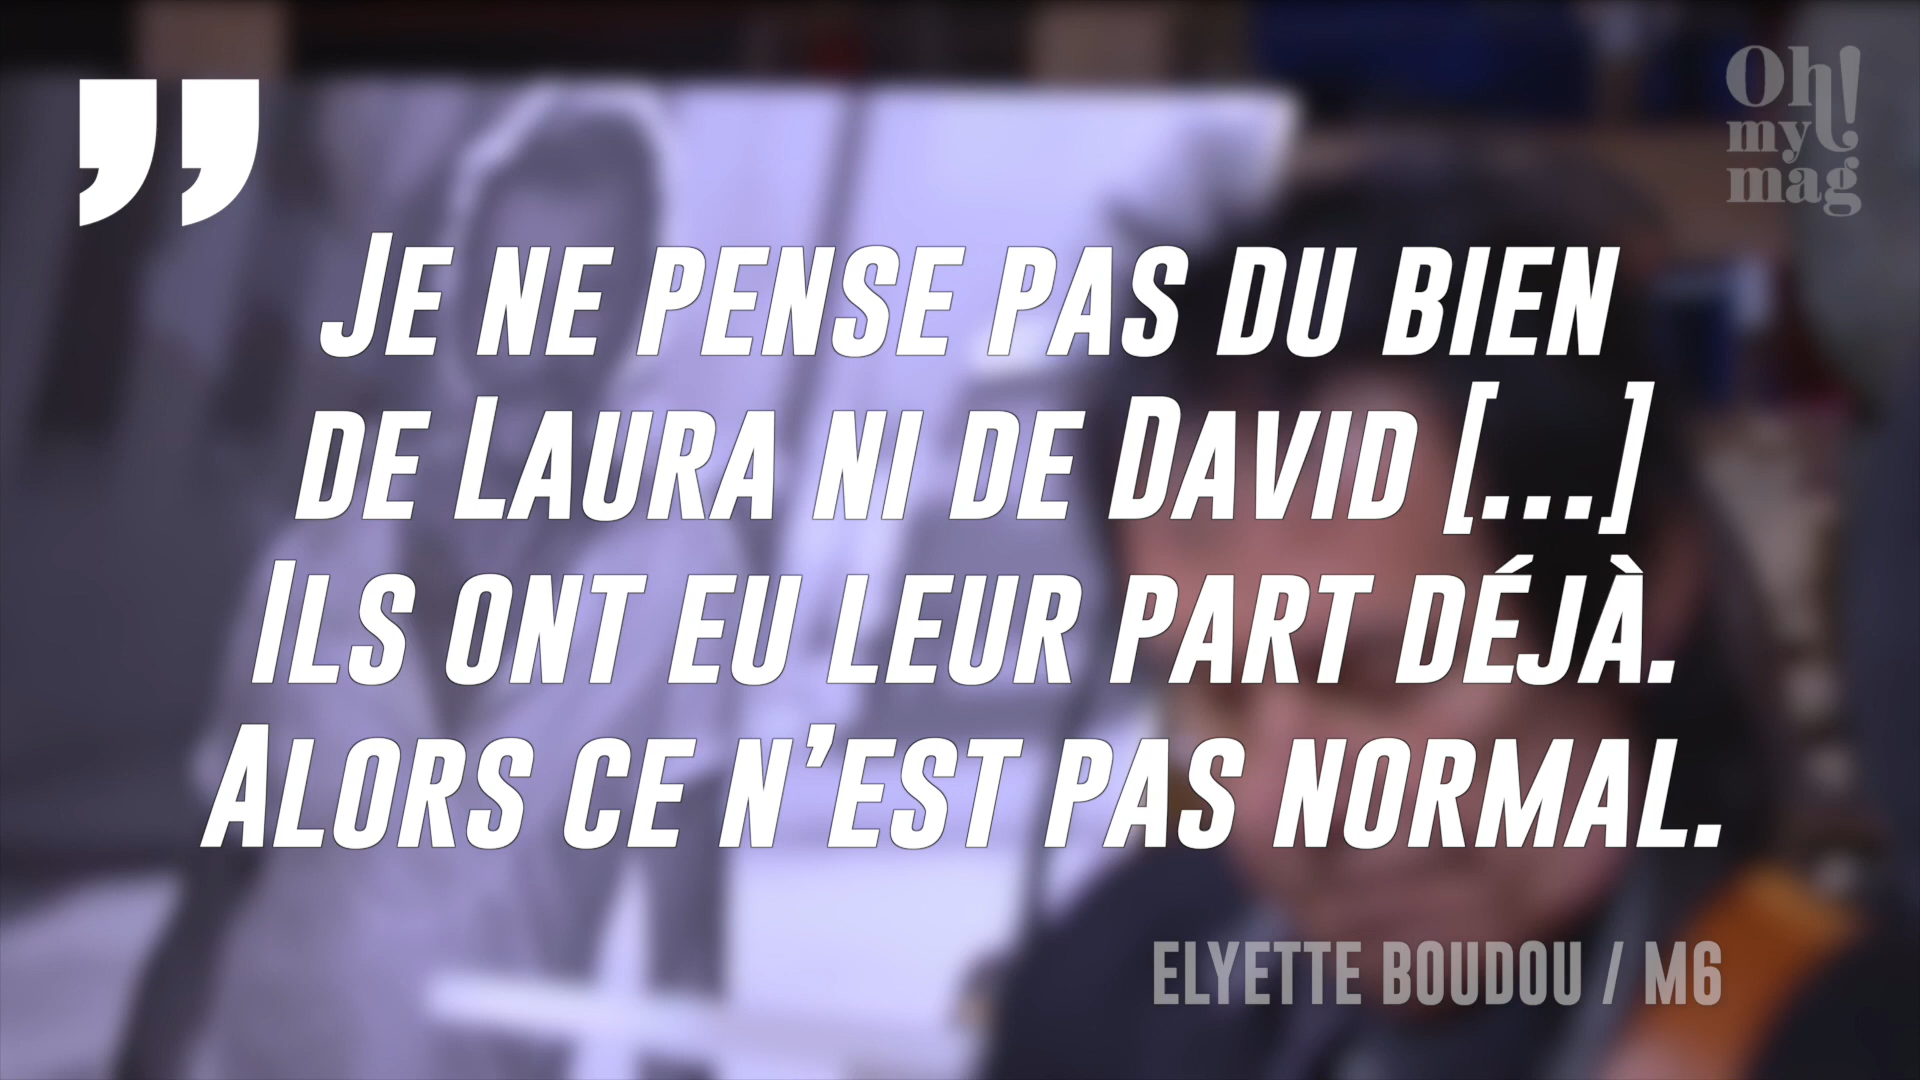 Oh!
my
mag
”
JE NE PENSE PAS DU BIEN
DE LAURA NI DE DAVID [...]
ILS ONT EU LEUR PART DÉJÀ.
ALORS CE N’EST PAS NORMAL.
ELYETTE BOUDOU / M6